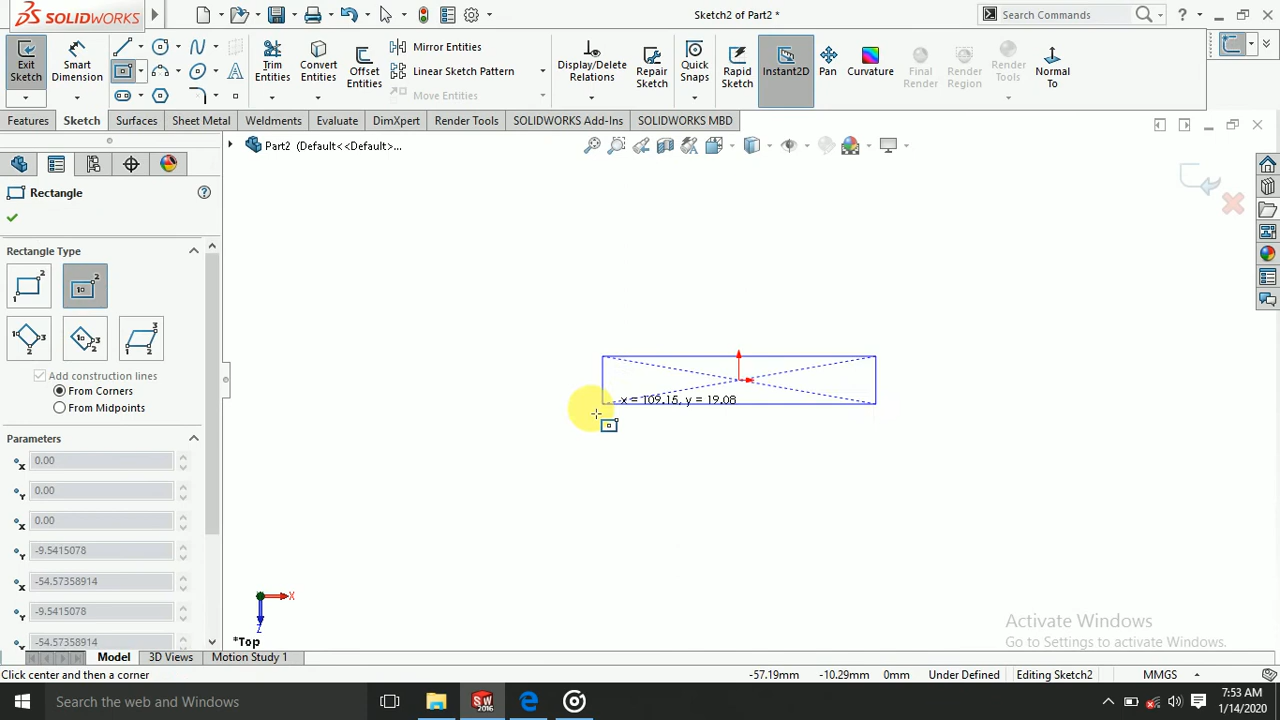 SOLIDWORKS
Sketch2 of Part2 *
Search Commands
?
Exit Sketch
Smart Dimension
Trim Entities
Convert Entities
Offset Entities
Mirror Entities
Linear Sketch Pattern
Move Entities
Display/Delete Relations
Repair Sketch
Quick Snaps
Rapid Sketch
Instant2D
Pan
Curvature
Final Render
Render Region
Render Tools
Normal To
Features
Sketch
Surfaces
Sheet Metal
Weldments
Evaluate
DimXpert
Render Tools
SOLIDWORKS Add-Ins
SOLIDWORKS MBD
Part2 (Default<<Default>...
Rectangle
Rectangle Type
Add construction lines
From Corners
From Midpoints
Parameters
0.00
0.00
0.00
-9.5415078
-54.57358914
-9.5415078
-54.57358914
x = 109.15, y = 19.08
X
Z
*Top
Activate Windows
Go to Settings to activate Windows.
Model
3D Views
Motion Study 1
Click center and then a corner
-57.19mm
-10.29mm
0mm
Under Defined
Editing Sketch2
MMGS
Search the web and Windows
SW
2016
7:53 AM
1/14/2020